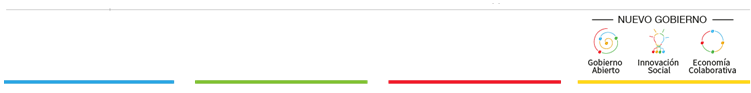 NUEVO GOBIERNO
Gobierno Abierto
Innovación Social
Economía Colaborativa